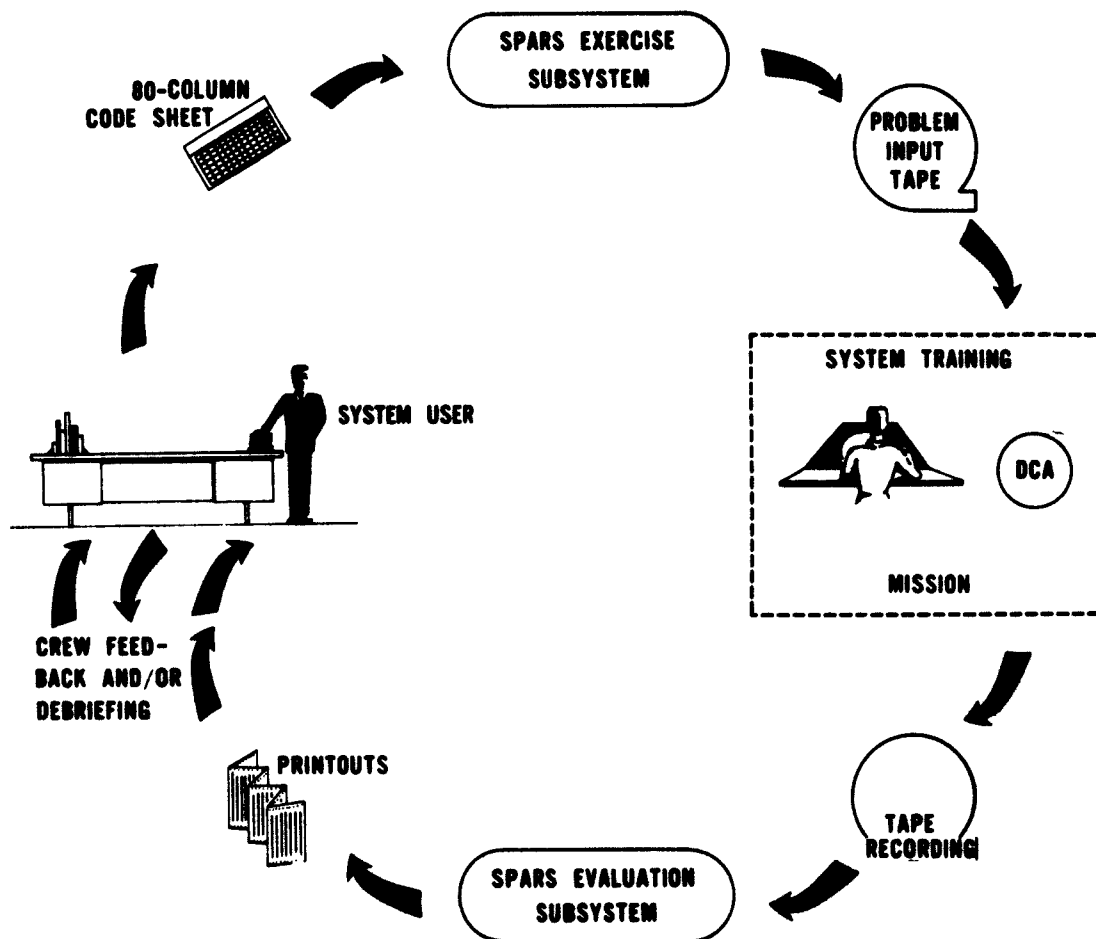 SPARS EXERCISE
SUBSYSTEM
80-COLUMN
CODE SHEET
PROBLEM
INPUT
TAPE
SYSTEM TRAINING
DCA
MISSION
SYSTEM USER
CREW FEED-
BACK AND/OR
DEBRIEFING
PRINTOUTS
TAPE
RECORDING
SPARS EVALUATION
SUBSYSTEM